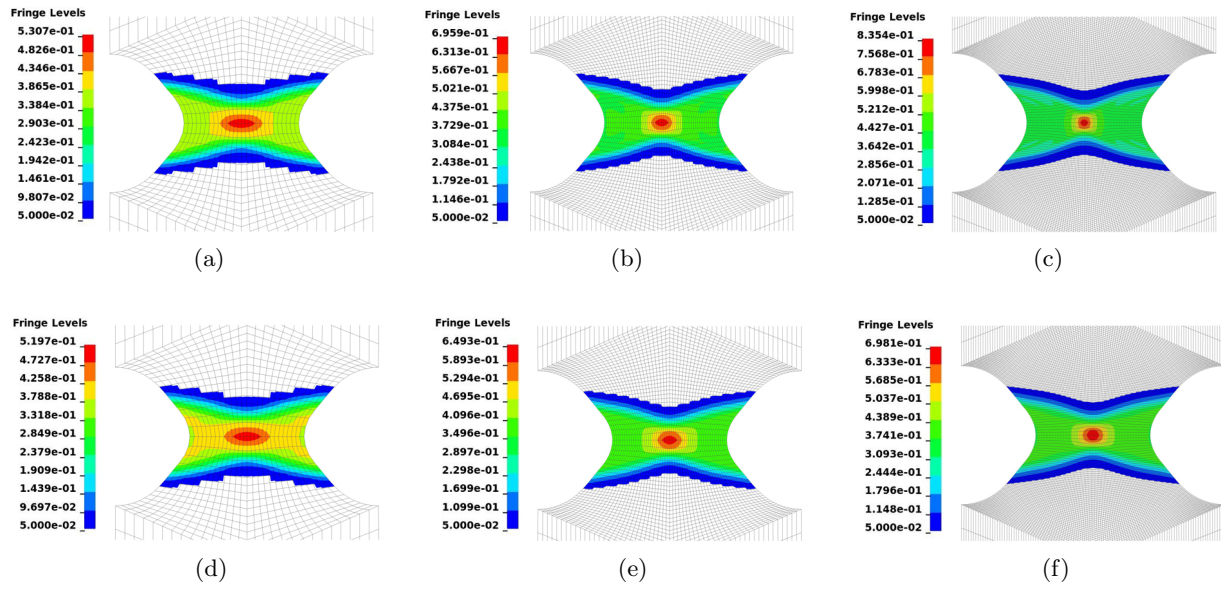 Fringe Levels
5.307e-01
4.826e-01
4.346e-01
3.865e-01
3.384e-01
2.903e-01
2.423e-01
1.942e-01
1.461e-01
9.807e-02
5.000e-02
(a)
Fringe Levels
6.959e-01
6.313e-01
5.667e-01
5.021e-01
4.375e-01
3.729e-01
3.084e-01
2.438e-01
1.792e-01
1.146e-01
5.000e-02
(b)
Fringe Levels
8.354e-01
7.568e-01
6.783e-01
5.998e-01
5.212e-01
4.427e-01
3.642e-01
2.856e-01
2.071e-01
1.285e-01
5.000e-02
(c)
Fringe Levels
5.197e-01
4.727e-01
4.258e-01
3.788e-01
3.318e-01
2.849e-01
2.379e-01
1.909e-01
1.439e-01
9.697e-02
5.000e-02
(d)
Fringe Levels
6.493e-01
5.893e-01
5.294e-01
4.695e-01
4.096e-01
3.496e-01
2.897e-01
2.298e-01
1.699e-01
1.099e-01
5.000e-02
(e)
Fringe Levels
6.981e-01
6.333e-01
5.685e-01
5.037e-01
4.389e-01
3.741e-01
3.093e-01
2.444e-01
1.796e-01
1.148e-01
5.000e-02
(f)